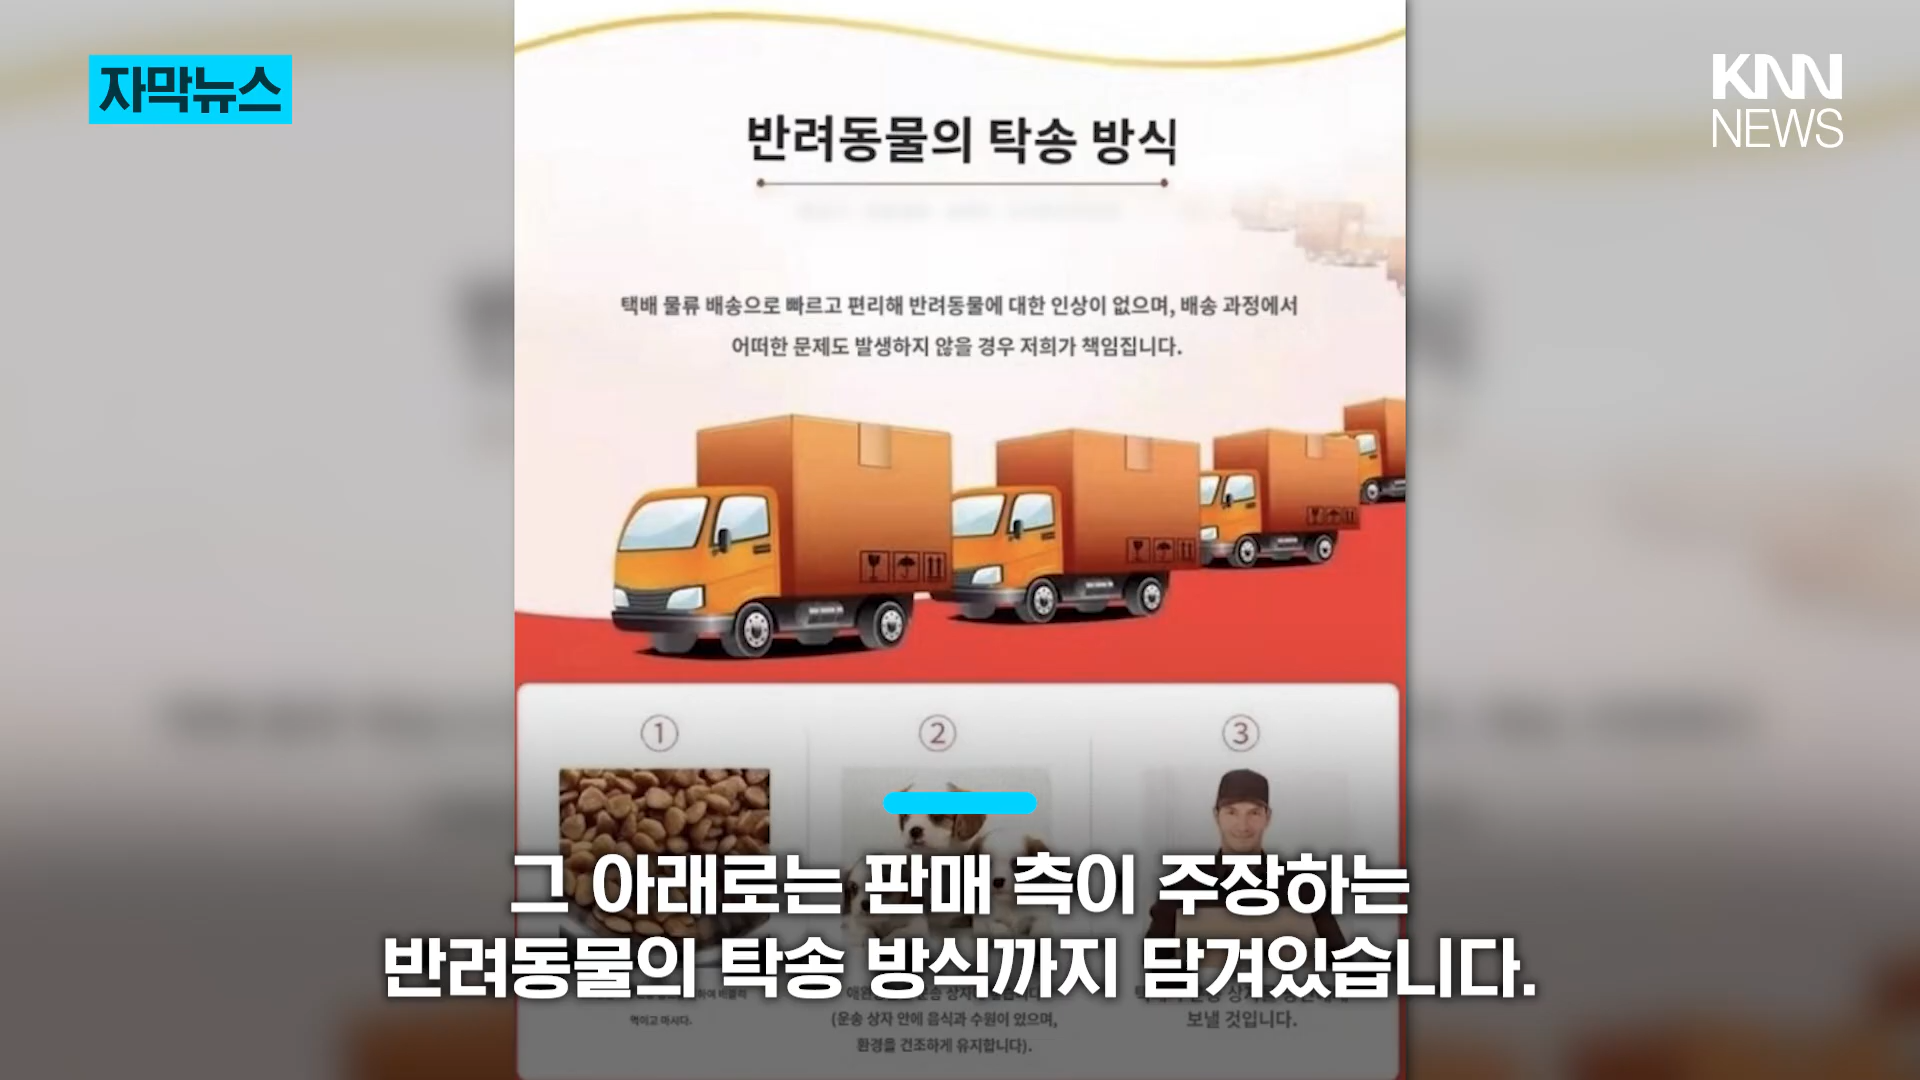 자막뉴스
KNN
NEWS
반려동물의 탁송 방식
택배 물류 배송으로 빠르고 편리해 반려동물에 대한 인상이 없으며, 배송 과정에서
어떠한 문제도 발생하지 않을 경우 저희가 책임집니다.
① ② ③
그 아래로는 판매 측이 주장하는
반려동물의 탁송 방식까지 담겨있습니다.
먹이고 마시다.
(운송 상자 안에 음식과 수원이 있으며,
환경을 건조하게 유지합니다).
보낼 것입니다.